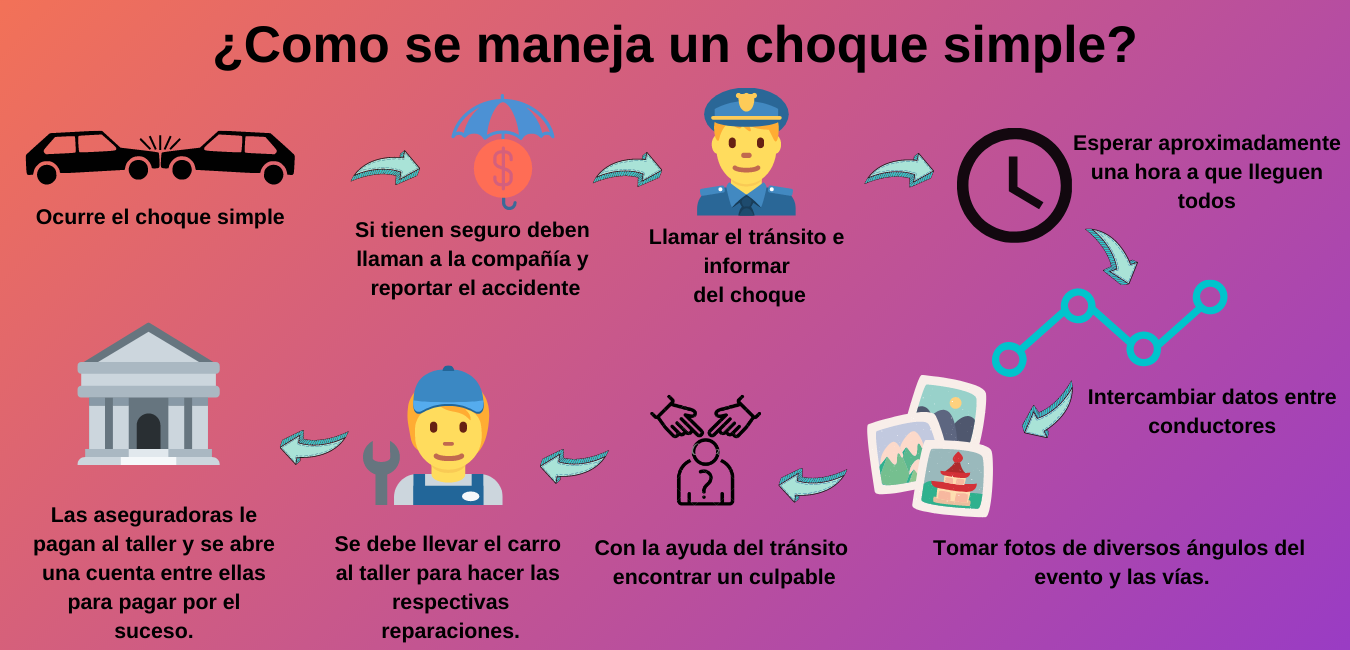 ¿Como se maneja un choque simple?
Ocurre el choque simple
Si tienen seguro deben
llaman a la compañía y
reportar el accidente
Llamar el tránsito e
informar
del choque
Esperar aproximadamente
una hora a que lleguen
todos
Intercambiar datos entre
conductores
Tomar fotos de diversos ángulos del
evento y las vías.
Con la ayuda del tránsito
encontrar un culpable
Se debe llevar el carro
al taller para hacer las
respectivas
reparaciones.
Las aseguradoras le
pagan al taller y se abre
una cuenta entre ellas
para pagar por el
suceso.